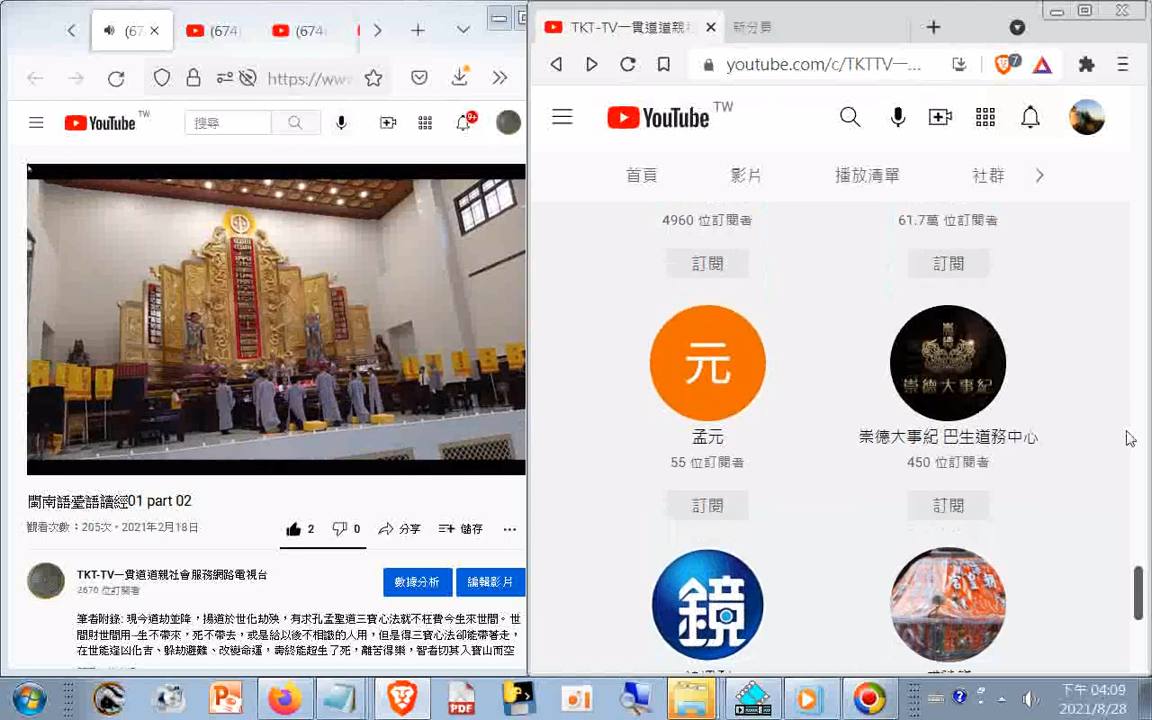 (67
(674)
(674
https://www
YouTube TW
搜尋
9+
閩南語臺語讀經01 part 02
觀看次數：205次・2021年2月18日
2
0
分享
儲存
TKT-TV一貫道道親社會服務網路電視台
2670 位訂閱者
數據分析
編輯影片
筆者附錄: 現今道劫並降，揚道於世化劫殃，有求孔孟聖道三寶心法就不枉費今生來世間。世
間財世間用─生不帶來，死不帶去，或是給以後不相識的人用，但是得三寶心法卻能帶著走，
在世能逢凶化吉、躲劫避難、改變命運，壽終能超生了死，離苦得樂，智者切莫入寶山而空
TKT-TV一貫道道親社
新分頁
youtube.com/c/TKTTV一...
7
YouTube TW
首頁
影片
播放清單
社群
4960 位訂閱者
61.7萬 位訂閱者
訂閱
訂閱
元
崇德大事紀
孟元
崇德大事紀 巴生道務中心
55 位訂閱者
450 位訂閱者
訂閱
訂閱
鏡
PDF
下午 04:09
2021/8/28